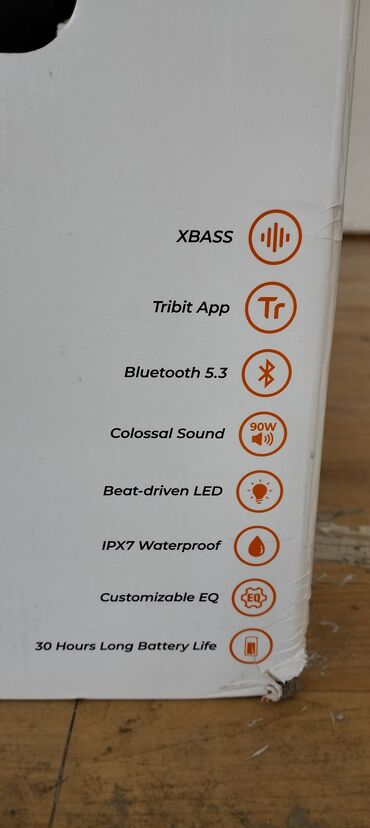 XBASS
Tribit App Tr
Bluetooth 5.3
Colossal Sound 90W
Beat-driven LED
IPX7 Waterproof
Customizable EQ EQ
30 Hours Long Battery Life